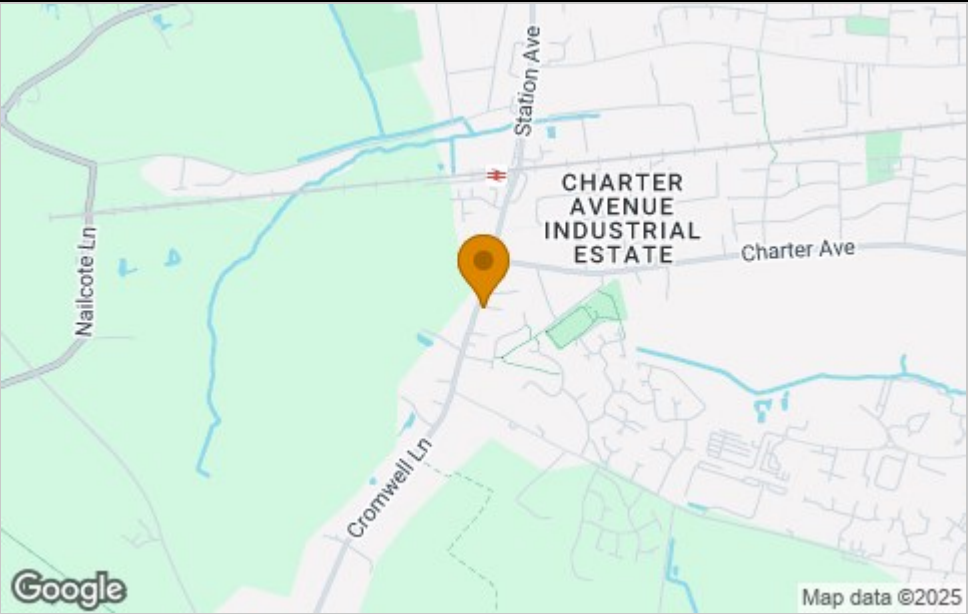 Station Ave
CHARTER
AVENUE
INDUSTRIAL
ESTATE
Charter Ave
Nailcote Ln
Cromwell Ln
Google
Map data ©2025